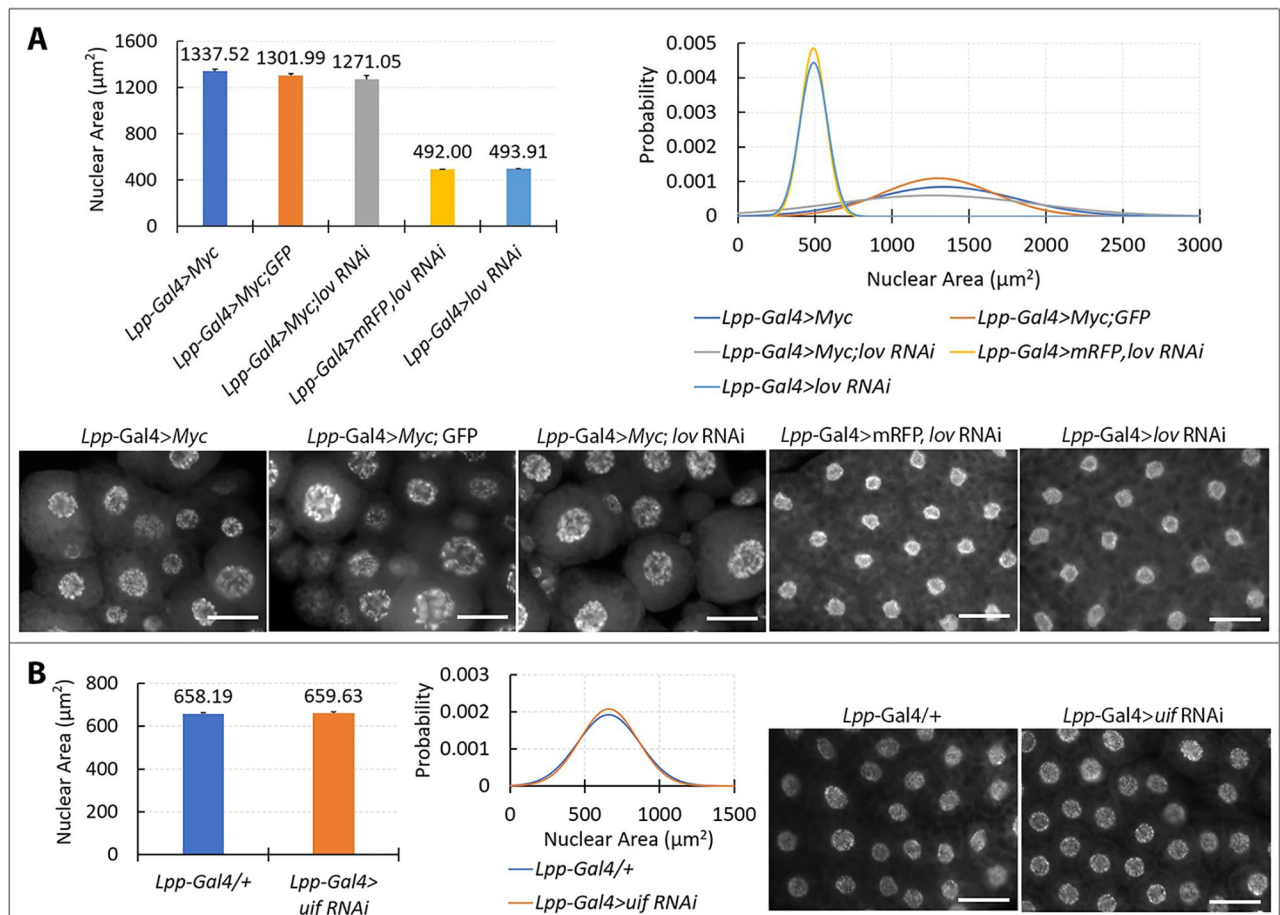 A
Nuclear Area (µm²)
1600
1200
800
400
0
1337.52
1301.99
1271.05
492.00
493.91
Lpp-Gal4>Myc
Lpp-Gal4>Myc;GFP
Lpp-Gal4>Myc;lov RNAi
Lpp-Gal4>mRFP,lov RNAi
Lpp-Gal4>lov RNAi
Probability
0.005
0.004
0.003
0.002
0.001
0
0 500 1000 1500 2000 2500 3000
Nuclear Area (µm²)
Lpp-Gal4>Myc
Lpp-Gal4>Myc;GFP
Lpp-Gal4>Myc;lov RNAi
Lpp-Gal4>mRFP,lov RNAi
Lpp-Gal4>lov RNAi
Lpp-Gal4>Myc
Lpp-Gal4>Myc; GFP
Lpp-Gal4>Myc; lov RNAi
Lpp-Gal4>mRFP, lov RNAi
Lpp-Gal4>lov RNAi
B
Nuclear Area (µm²)
800
600
400
200
0
658.19
659.63
Lpp-Gal4/+
Lpp-Gal4>
uif RNAi
Probability
0.003
0.002
0.001
0
0 500 1000 1500
Nuclear Area (µm²)
Lpp-Gal4/+
Lpp-Gal4>uif RNAi
Lpp-Gal4/+
Lpp-Gal4>uif RNAi